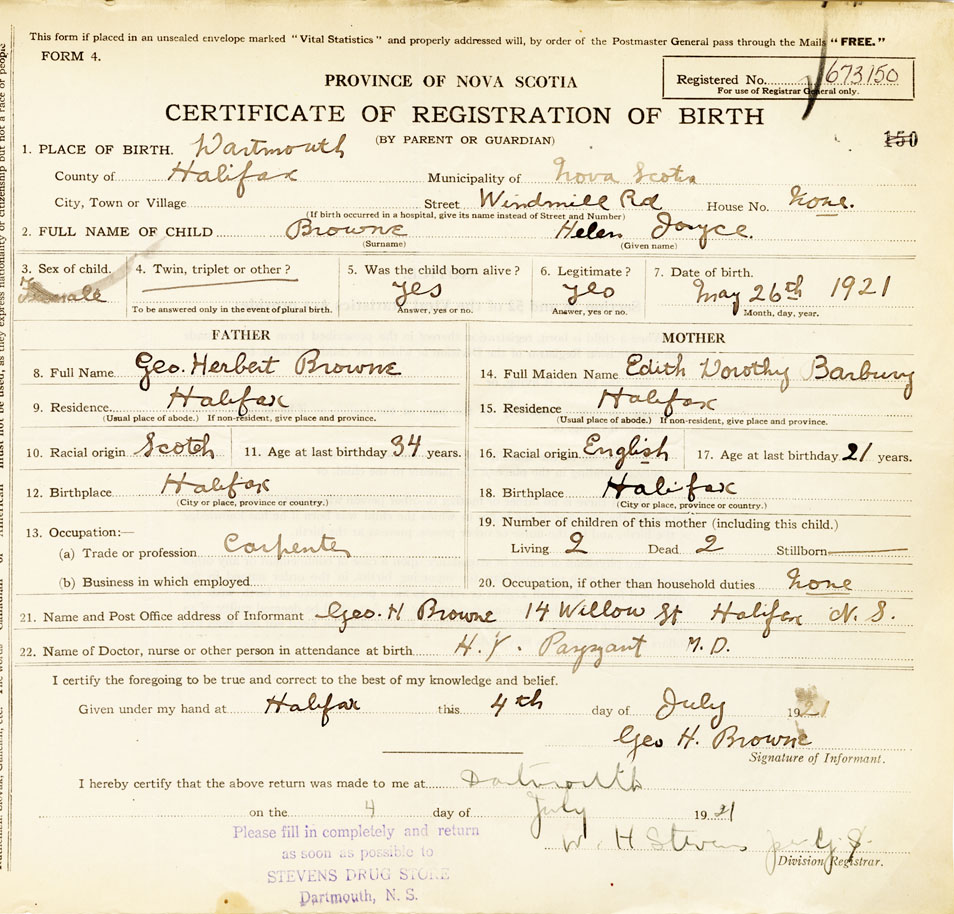 This form if placed in an unsealed envelope marked "Vital Statistics" and properly addressed will, by order of the Postmaster General pass through the Mails "FREE."
FORM 4.
Registered No. 673150
For use of Registrar General only.
PROVINCE OF NOVA SCOTIA
CERTIFICATE OF REGISTRATION OF BIRTH
(BY PARENT OR GUARDIAN)
150
1. PLACE OF BIRTH. Dartmouth
County of Halifax Municipality of Nova Scotia
City, Town or Village Street Windmill Rd House No. None.
(If birth occurred in a hospital, give its name instead of Street and Number)
2. FULL NAME OF CHILD Browne Helen Joyce.
(Surname) (Given name)
3. Sex of child. 4. Twin, triplet or other? 5. Was the child born alive? 6. Legitimate? 7. Date of birth.
Female yes yes May 26th 1921
To be answered only in the event of plural birth. Answer, yes or no. Answer, yes or no. Month, day, year.
FATHER
8. Full Name Geo. Herbert Browne
9. Residence. Halifax
(Usual place of abode.) If non-resident, give place and province.
10. Racial origin Scotch 11. Age at last birthday 34 years.
12. Birthplace Halifax
(City or place, province or country.)
13. Occupation:—
(a) Trade or profession Carpenter
(b) Business in which employed
MOTHER
14. Full Maiden Name Edith Dorothy Barbury
15. Residence Halifax
(Usual place of abode.) If non-resident, give place and province.
16. Racial origin English 17. Age at last birthday 21 years.
18. Birthplace Halifax
(City or place, province or country.)
19. Number of children of this mother (including this child.)
Living 2 Dead 2 Stillborn
20. Occupation, if other than household duties None
21. Name and Post Office address of Informant Geo. H Browne 14 Willow St Halifax N. S.
22. Name of Doctor, nurse or other person in attendance at birth H. V. Payzant M.D.
I certify the foregoing to be true and correct to the best of my knowledge and belief.
Given under my hand at Halifax this 4th day of July 1921
Geo H. Browne
Signature of Informant.
I hereby certify that the above return was made to me at Dartmouth
on the 4 day of July 1921
W. H Stevens
Division Registrar.
Please fill in completely and return
as soon as possible to
STEVENS DRUG STORE
Dartmouth, N. S.